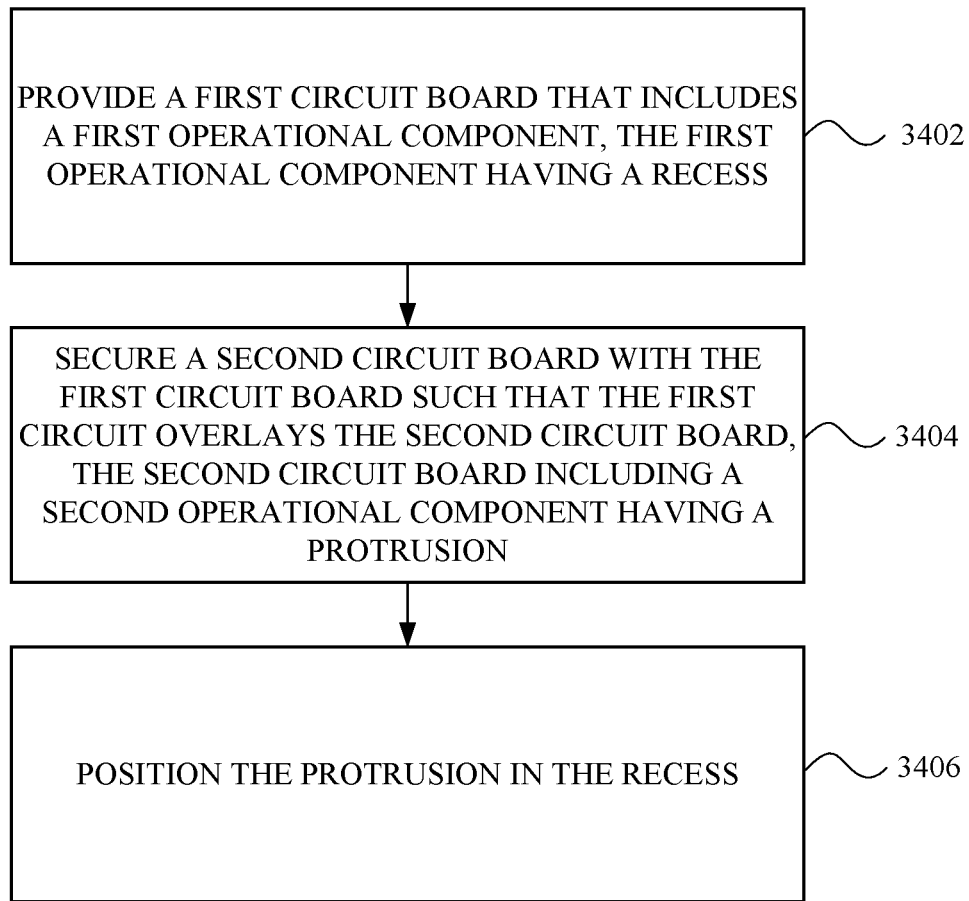 PROVIDE A FIRST CIRCUIT BOARD THAT INCLUDES
A FIRST OPERATIONAL COMPONENT, THE FIRST
OPERATIONAL COMPONENT HAVING A RECESS
3402
SECURE A SECOND CIRCUIT BOARD WITH THE
FIRST CIRCUIT BOARD SUCH THAT THE FIRST
CIRCUIT OVERLAYS THE SECOND CIRCUIT BOARD,
THE SECOND CIRCUIT BOARD INCLUDING A
SECOND OPERATIONAL COMPONENT HAVING A
PROTRUSION
3404
POSITION THE PROTRUSION IN THE RECESS
3406